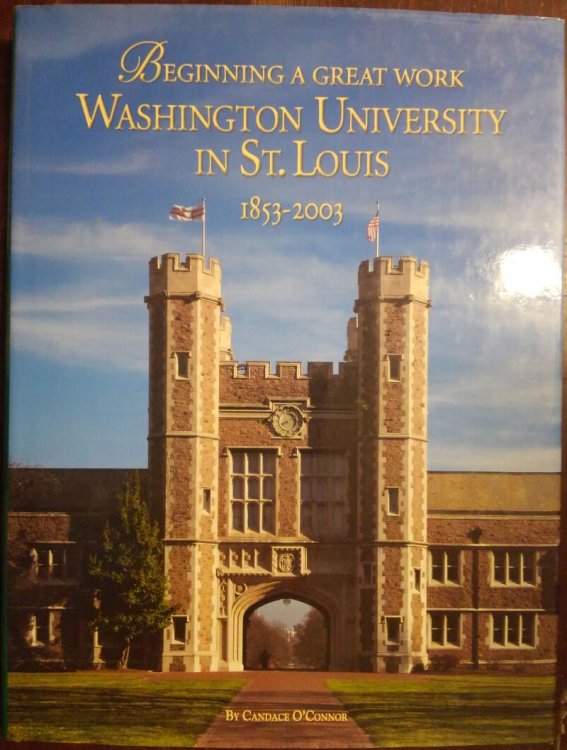 BEGINNING A GREAT WORK
WASHINGTON UNIVERSITY
IN ST. LOUIS
1853-2003
BY CANDACE O'CONNOR